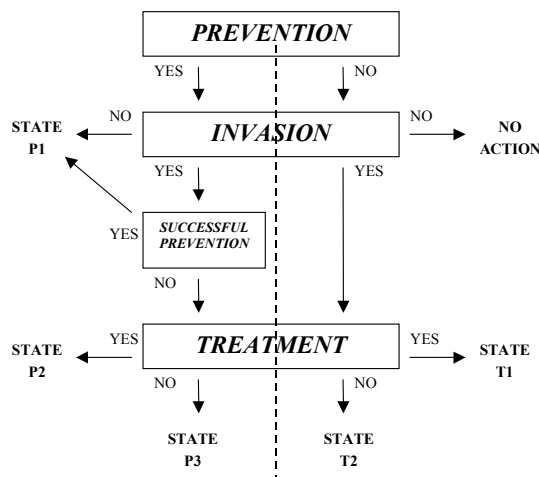 PREVENTION
YES NO
NO INVASION NO
STATE
P1
NO
ACTION
YES YES
SUCCESSFUL
PREVENTION
YES
NO
YES TREATMENT YES
STATE
P2
STATE
T1
NO NO
STATE
P3
STATE
T2